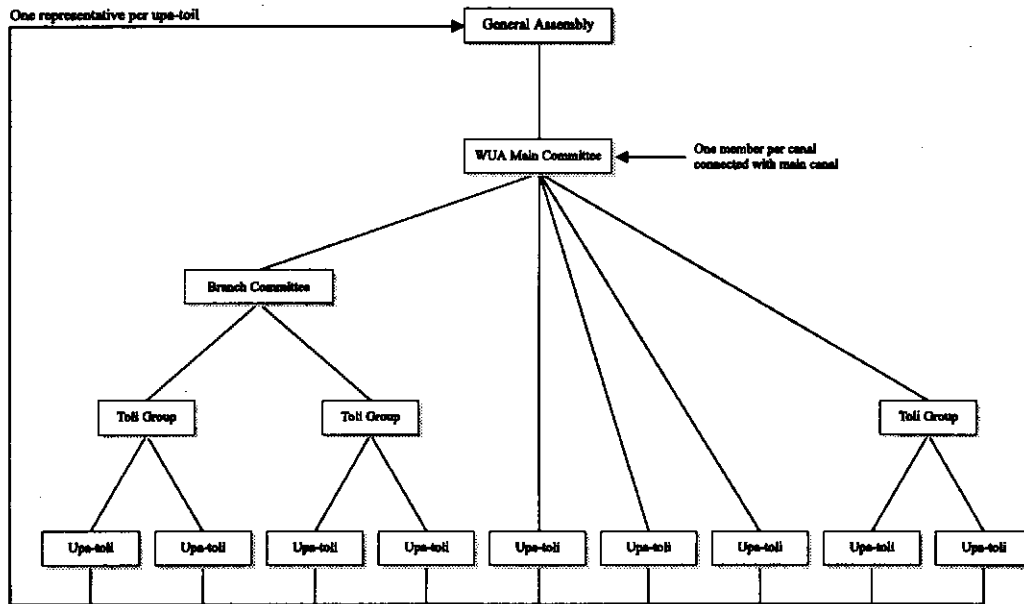 One representative per upa-toil
General Assembly
WUA Main Committee
One member per canal
connected with main canal
Branch Committee
Toli Group
Toli Group
Toli Group
Upa-toli
Upa-toli
Upa-toli
Upa-toli
Upa-toli
Upa-toli
Upa-toli
Upa-toli
Upa-toli